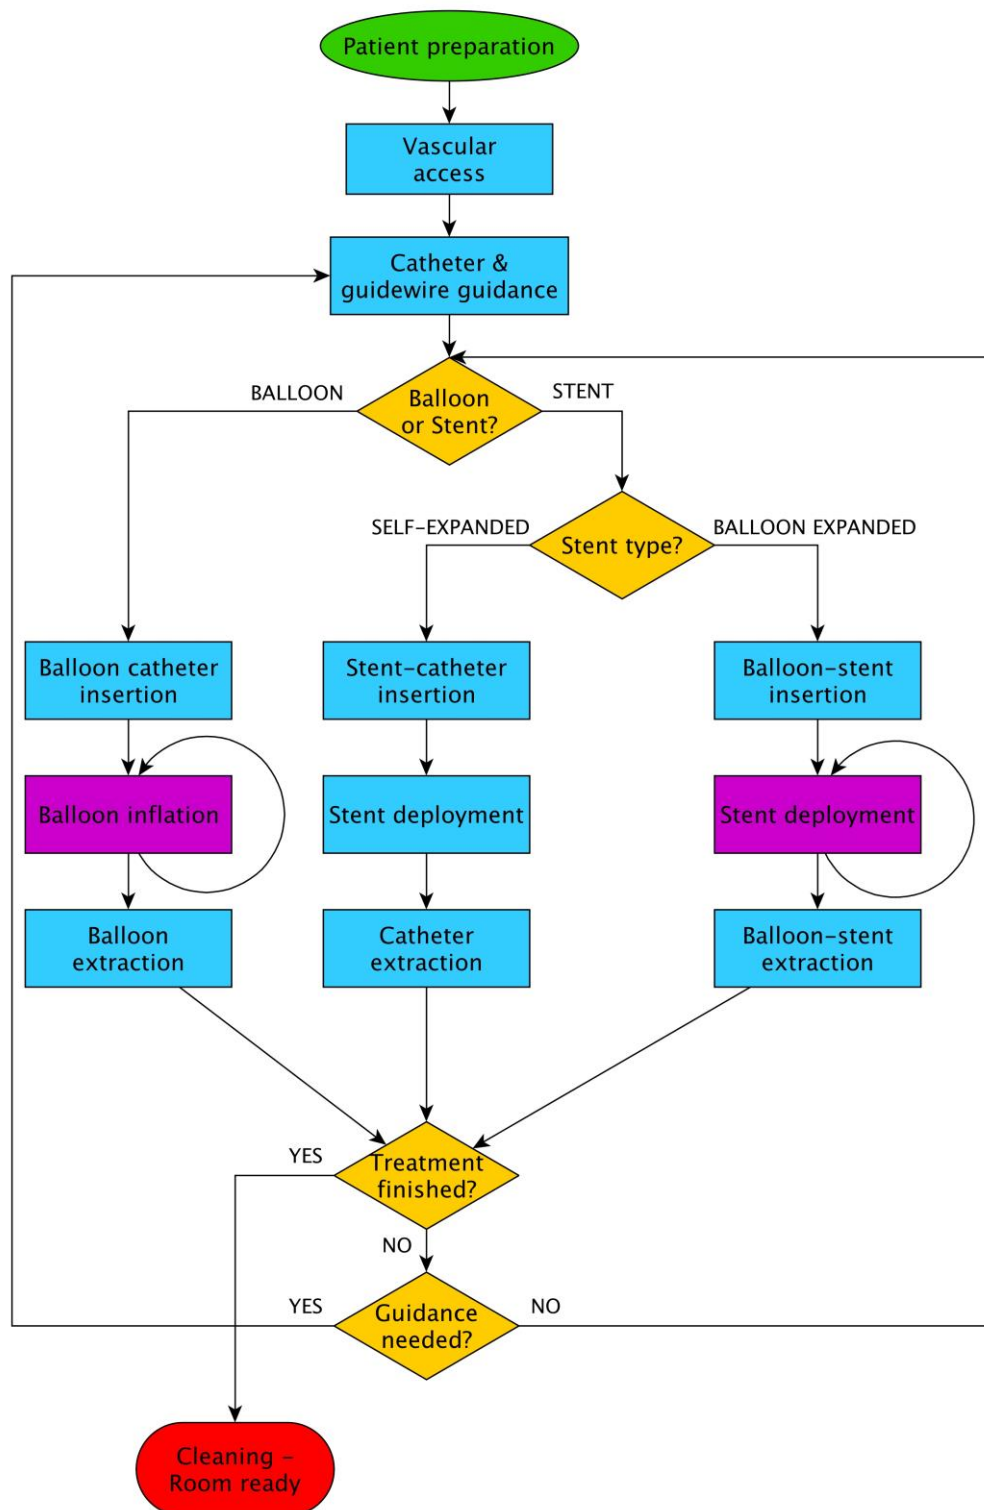 Patient preparation
Vascular
access
Catheter &
guidewire guidance
BALLOON
STENT
Balloon
or Stent?
SELF-EXPANDED
BALLOON EXPANDED
Stent type?
Balloon catheter
insertion
Stent-catheter
insertion
Balloon-stent
insertion
Balloon inflation
Stent deployment
Stent deployment
Balloon
extraction
Catheter
extraction
Balloon-stent
extraction
YES
Treatment
finished?
NO
YES
Guidance
needed?
NO
Cleaning -
Room ready